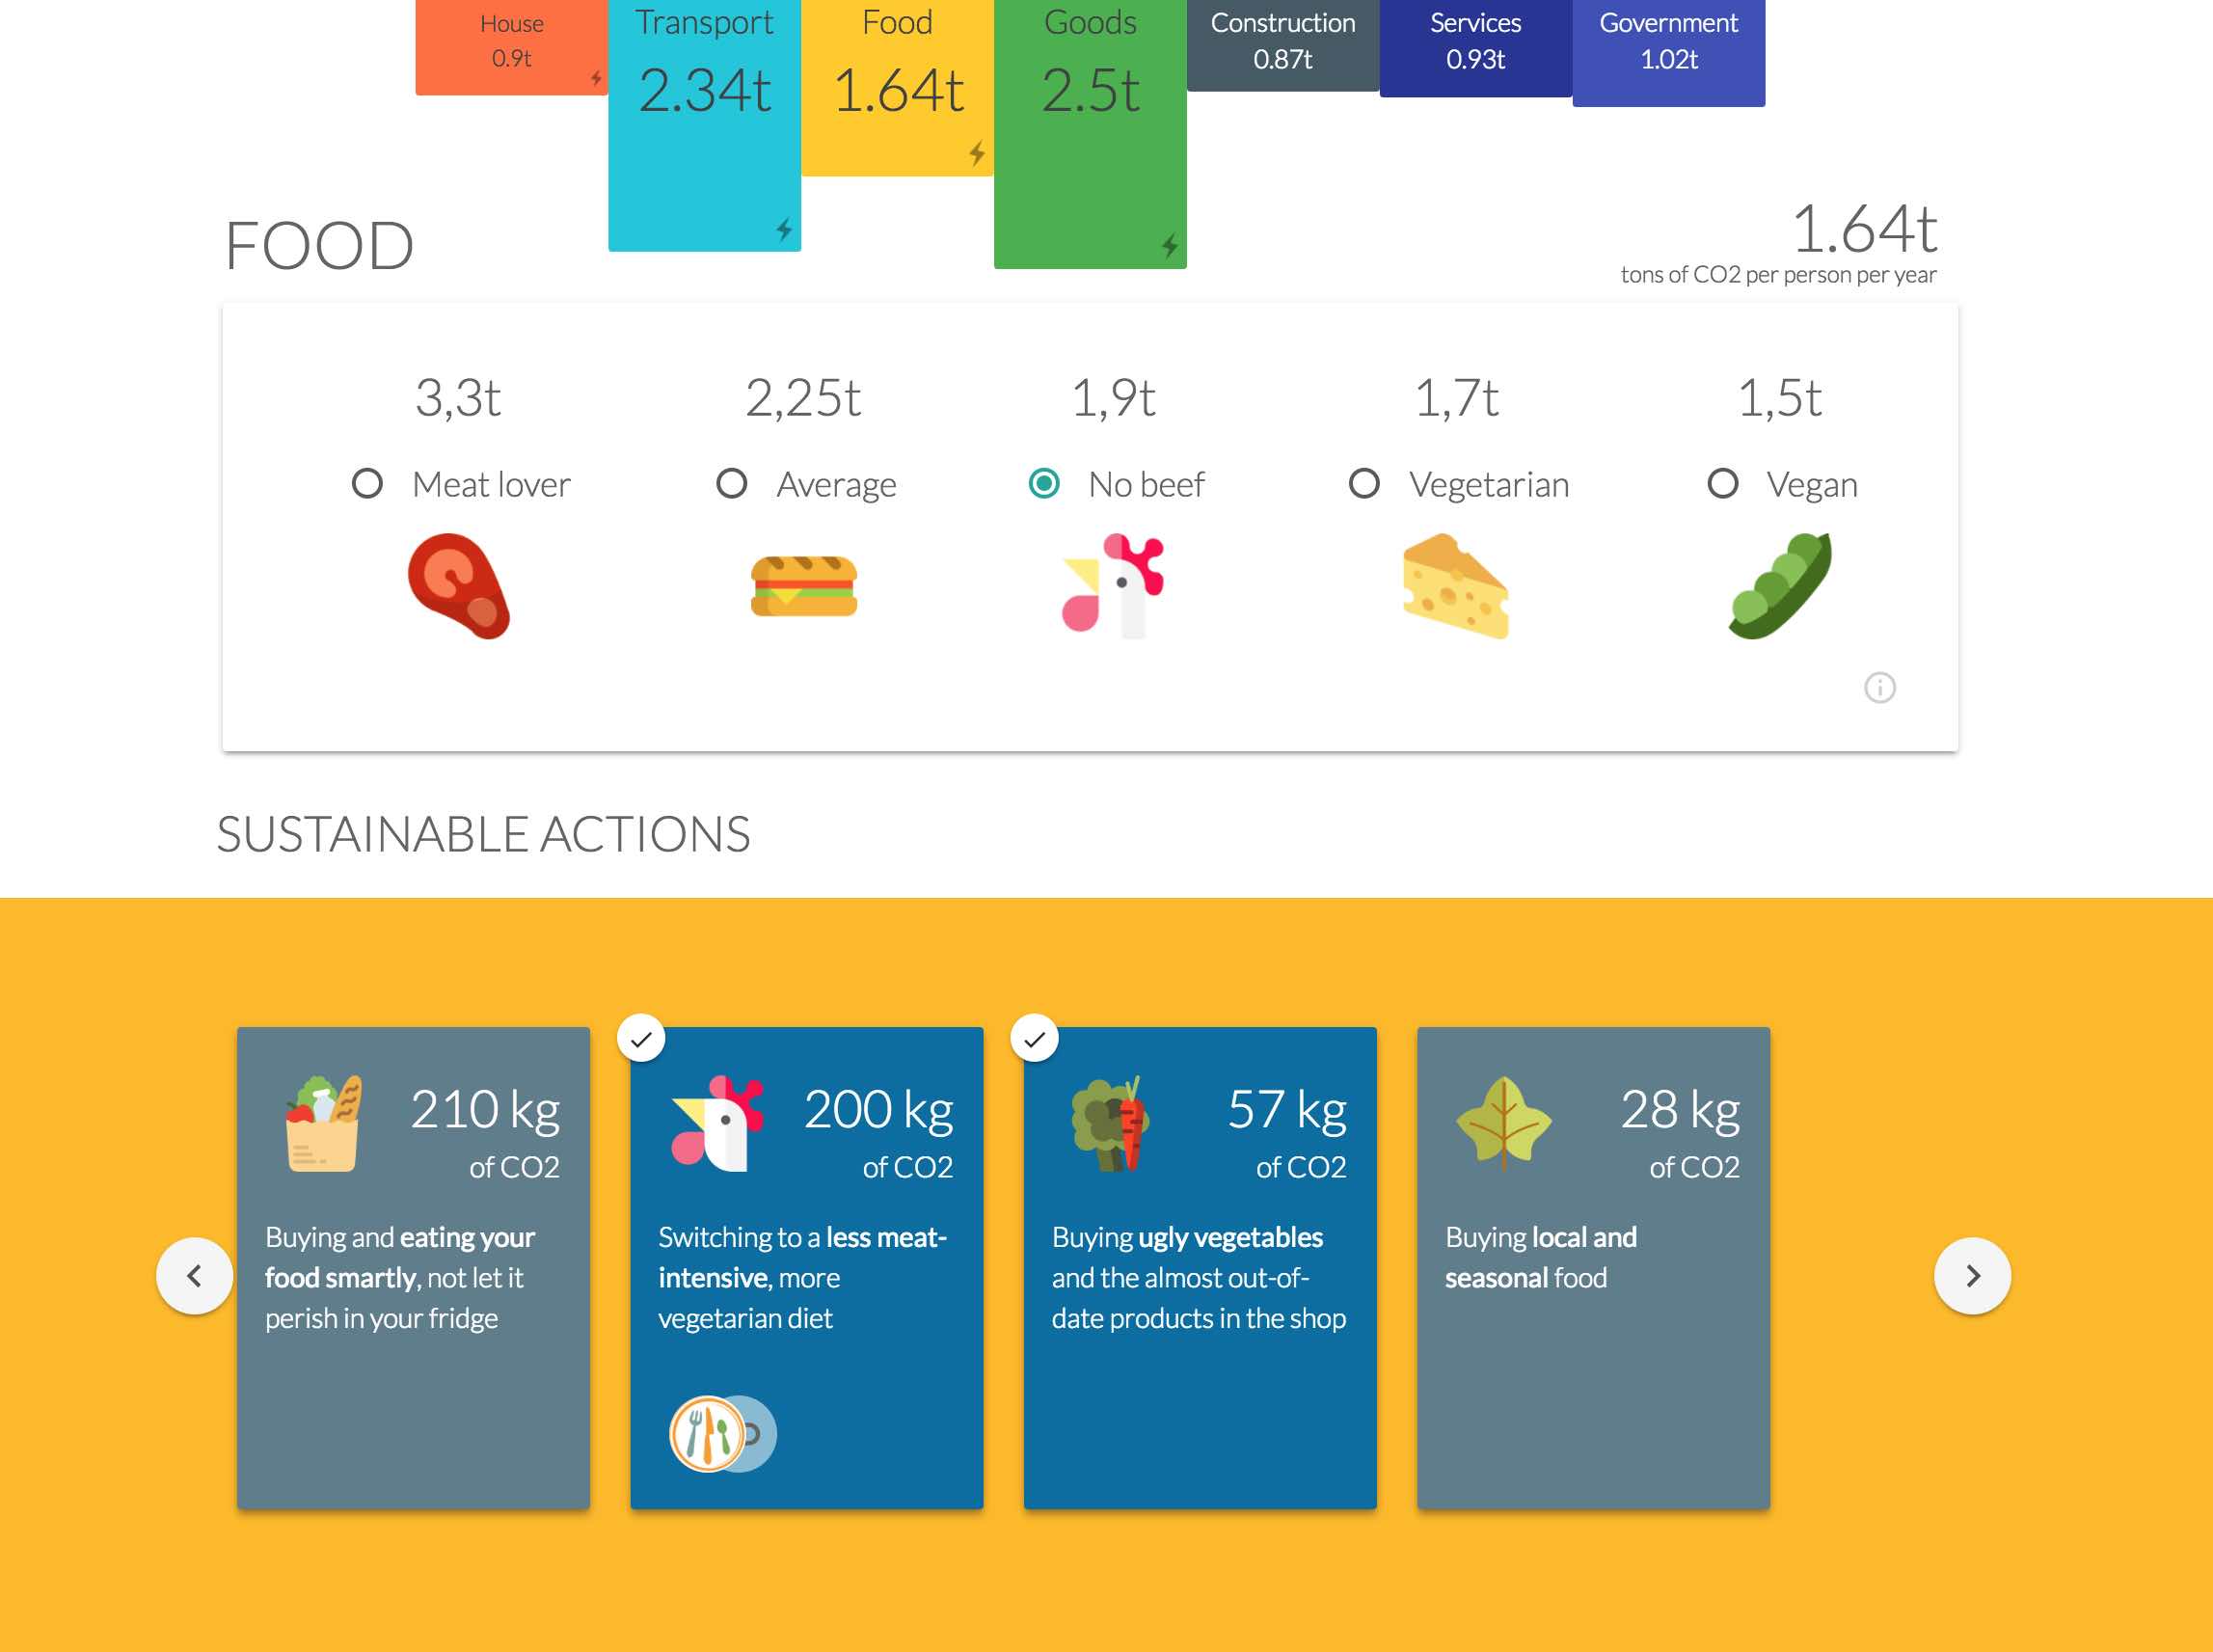 House
0.9t
Transport
2.34t
Food
1.64t
Goods
2.5t
Construction
0.87t
Services
0.93t
Government
1.02t
FOOD
1.64t
tons of CO2 per person per year
3,3t
Meat lover
2,25t
Average
1,9t
No beef
1,7t
Vegetarian
1,5t
Vegan
SUSTAINABLE ACTIONS
210 kg
of CO2
Buying and eating your
food smartly, not let it
perish in your fridge
200 kg
of CO2
Switching to a less meat-
intensive, more
vegetarian diet
57 kg
of CO2
Buying ugly vegetables
and the almost out-of-
date products in the shop
28 kg
of CO2
Buying local and
seasonal food